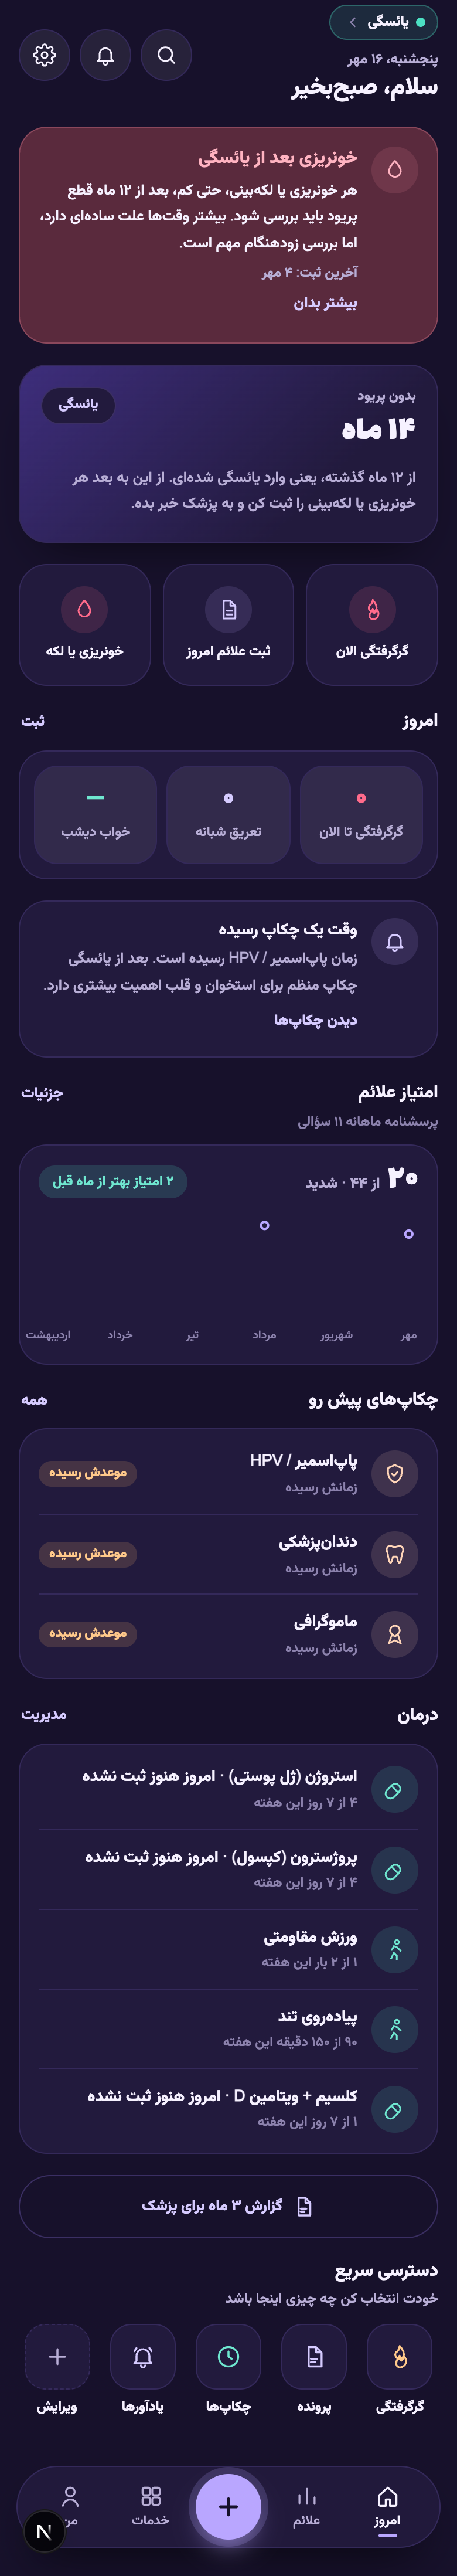 یائسگی
پنجشنبه، ۱۶ مهر
سلام، صبح‌بخیر
خونریزی بعد از یائسگی
هر خونریزی یا لکه‌بینی، حتی کم، بعد از ۱۲ ماه قطع
پریود باید بررسی شود. بیشتر وقت‌ها علت ساده‌ای دارد،
اما بررسی زودهنگام مهم است.
آخرین ثبت: ۴ مهر
بیشتر بدان
بدون پریود
یائسگی
۱۴ ماه
از ۱۲ ماه گذشته، یعنی وارد یائسگی شده‌ای. از این به بعد هر
خونریزی یا لکه‌بینی را ثبت کن و به پزشک خبر بده.
گرگرفتگی الان
ثبت علائم امروز
خونریزی یا لکه
امروز
ثبت
۰
۰
—
گرگرفتگی تا الان
تعریق شبانه
خواب دیشب
وقت یک چکاپ رسیده
زمان پاپ‌اسمیر / HPV رسیده است. بعد از یائسگی
چکاپ منظم برای استخوان و قلب اهمیت بیشتری دارد.
دیدن چکاپ‌ها
امتیاز علائم
جزئیات
پرسشنامه ماهانه ۱۱ سؤالی
۲۰ از ۴۴ · شدید
۲ امتیاز بهتر از ماه قبل
مهر
شهریور
مرداد
تیر
خرداد
اردیبهشت
چکاپ‌های پیش رو
همه
پاپ‌اسمیر / HPV
زمانش رسیده
موعدش رسیده
دندان‌پزشکی
زمانش رسیده
موعدش رسیده
ماموگرافی
زمانش رسیده
موعدش رسیده
درمان
مدیریت
استروژن (ژل پوستی) · امروز هنوز ثبت نشده
۴ از ۷ روز این هفته
پروژسترون (کپسول) · امروز هنوز ثبت نشده
۴ از ۷ روز این هفته
ورزش مقاومتی
۱ از ۲ بار این هفته
پیاده‌روی تند
۹۰ از ۱۵۰ دقیقه این هفته
کلسیم + ویتامین D · امروز هنوز ثبت نشده
۱ از ۷ روز این هفته
گزارش ۳ ماه برای پزشک
دسترسی سریع
خودت انتخاب کن چه چیزی اینجا باشد
گرگرفتگی
پرونده
چکاپ‌ها
یادآورها
ویرایش
امروز
علائم
خدمات
من
N